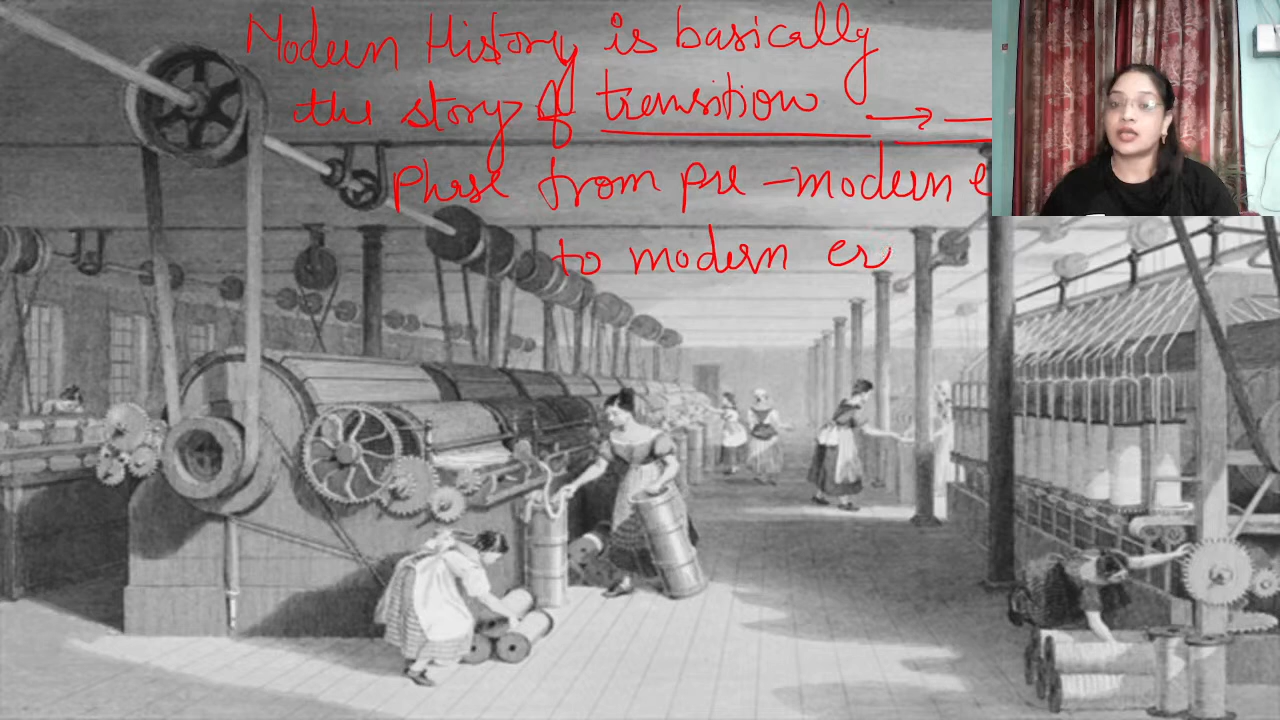 Modern History is basically
the story of transition →
Phase from pre-modern e
to modern er